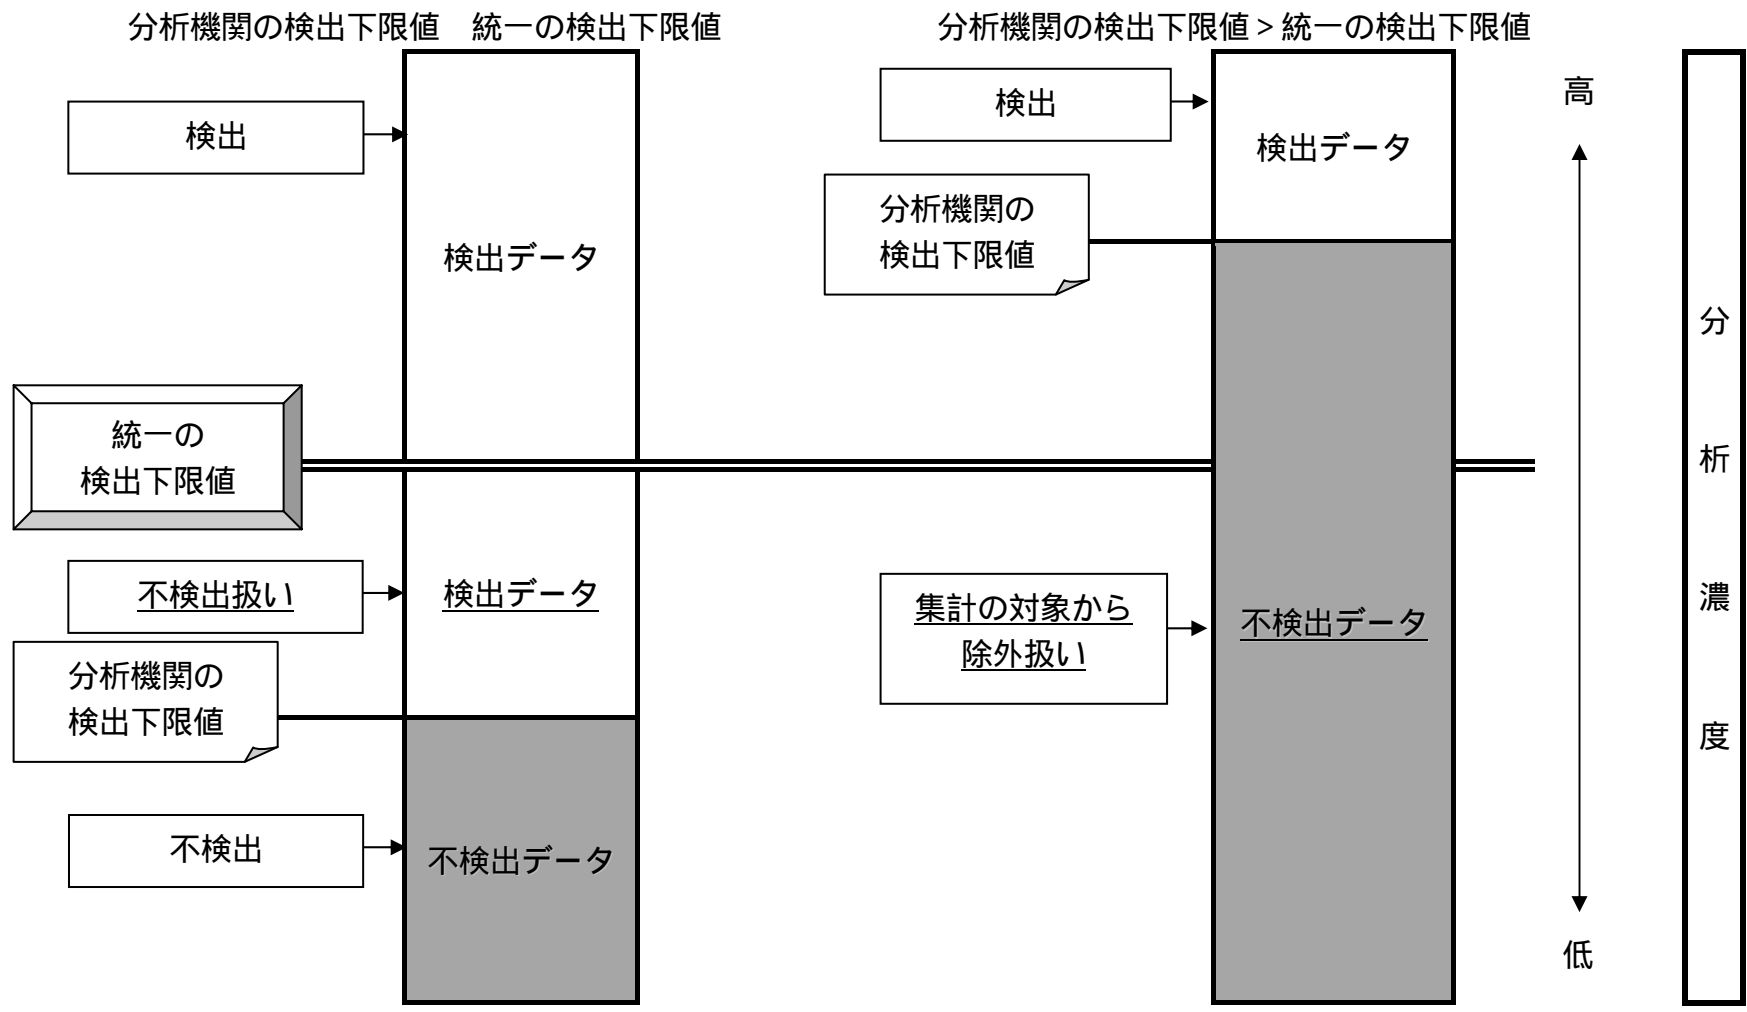 分析機関の検出下限値　統一の検出下限値
検出
検出データ
統一の
検出下限値
不検出扱い
検出データ
分析機関の
検出下限値
不検出
不検出データ
分析機関の検出下限値 > 統一の検出下限値
検出
検出データ
分析機関の
検出下限値
集計の対象から
除外扱い
不検出データ
高
低
分
析
濃
度